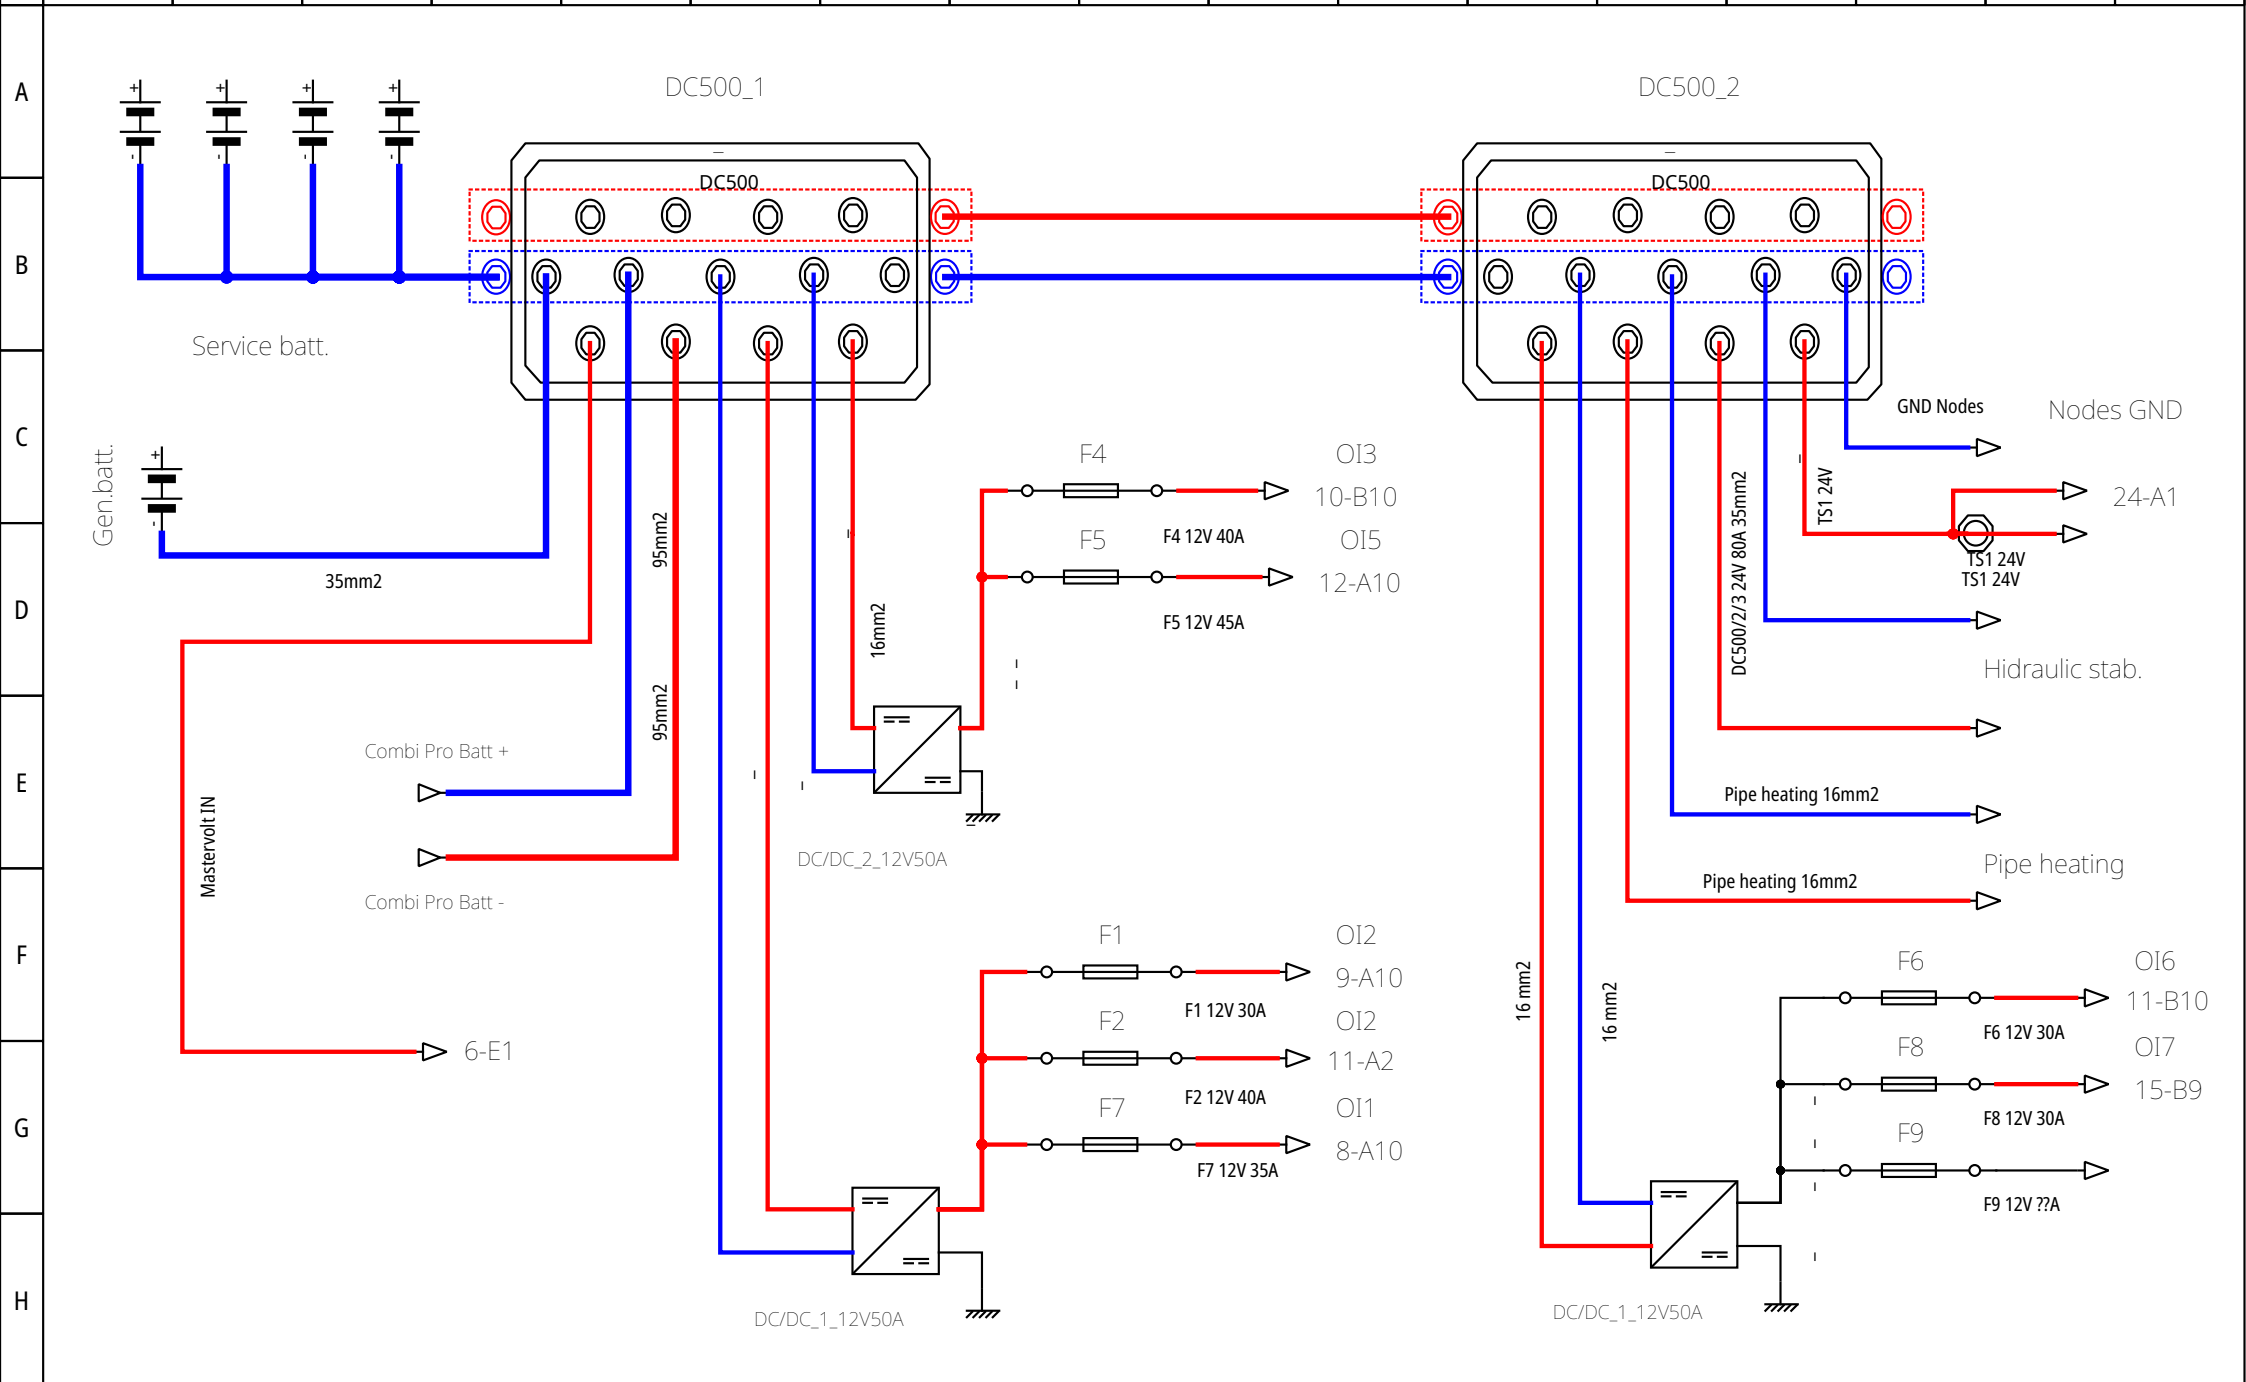 A
B
C
D
E
F
G
H
DC500_1
DC500_2
+
+
+
+
-
-
-
-
DC500
DC500
Service batt.
Gen.batt.
+
-
35mm2
95mm2
95mm2
16mm2
Mastervolt IN
Combi Pro Batt +
Combi Pro Batt -
6-E1
F4
OI3
10-B10
F4 12V 40A
F5
OI5
12-A10
F5 12V 45A
DC/DC_2_12V50A
F1
OI2
9-A10
F1 12V 30A
F2
OI2
11-A2
F2 12V 40A
F7
OI1
8-A10
F7 12V 35A
DC/DC_1_12V50A
GND Nodes
Nodes GND
TS1 24V
24-A1
TS1 24V
TS1 24V
DC500/2/3 24V 80A 35mm2
Hidraulic stab.
Pipe heating 16mm2
Pipe heating
Pipe heating 16mm2
16 mm2
16 mm2
F6
OI6
11-B10
F6 12V 30A
F8
OI7
15-B9
F8 12V 30A
F9
F9 12V ??A
DC/DC_1_12V50A